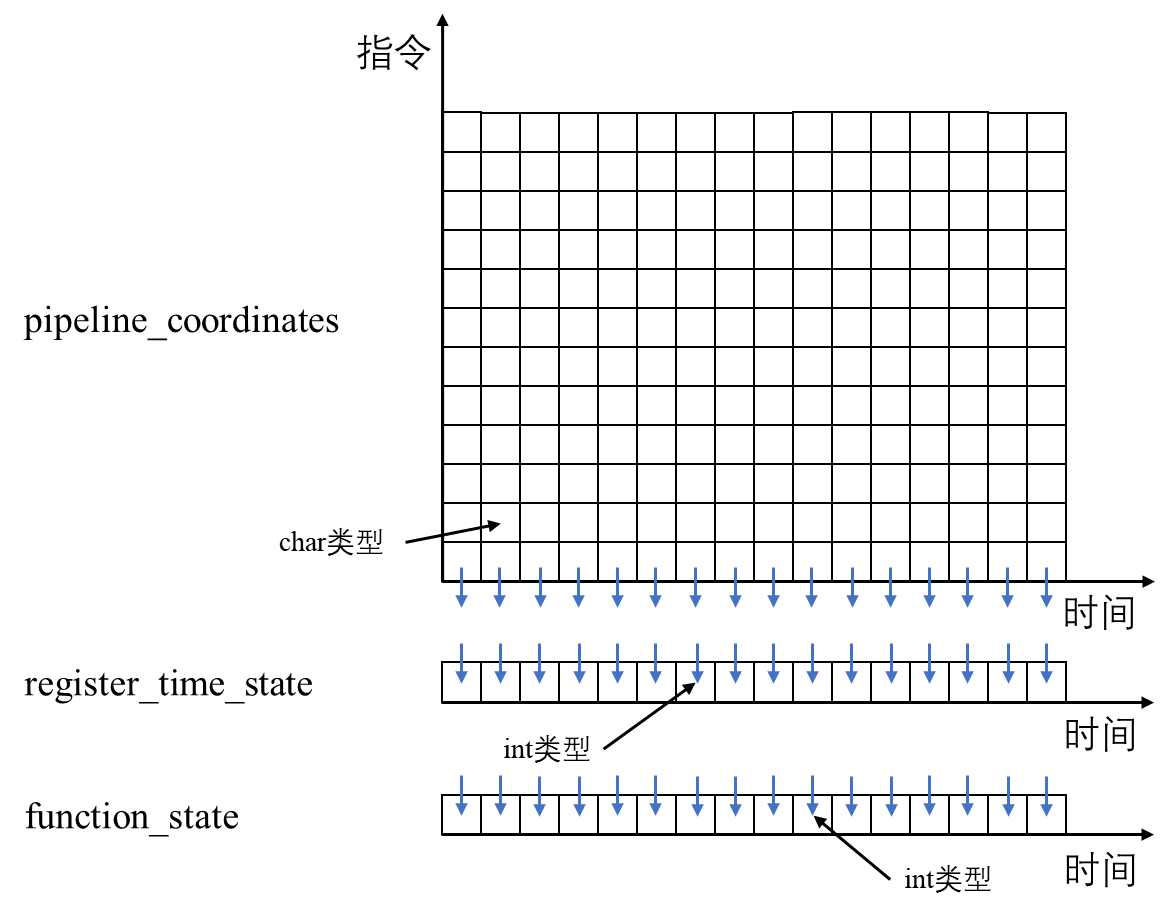 指令
pipeline_coordinates
char类型
时间
register_time_state
int类型
时间
function_state
int类型
时间